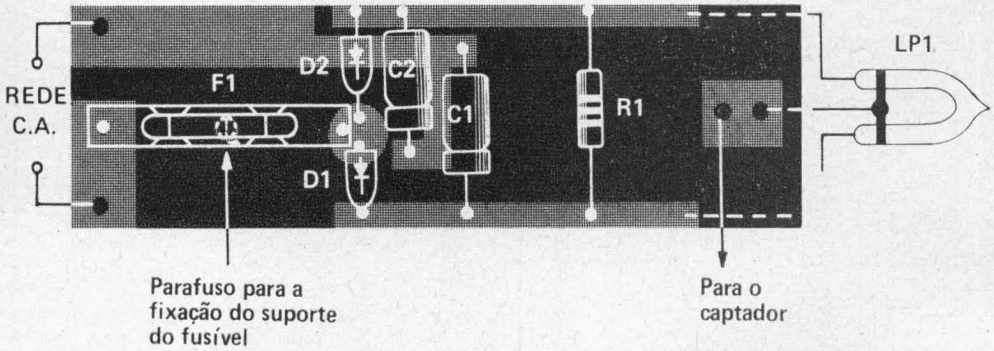 REDE
C.A.
F1
D2
C2
C1
D1
R1
LP1
Parafuso para a
fixação do suporte
do fusível
Para o
captador